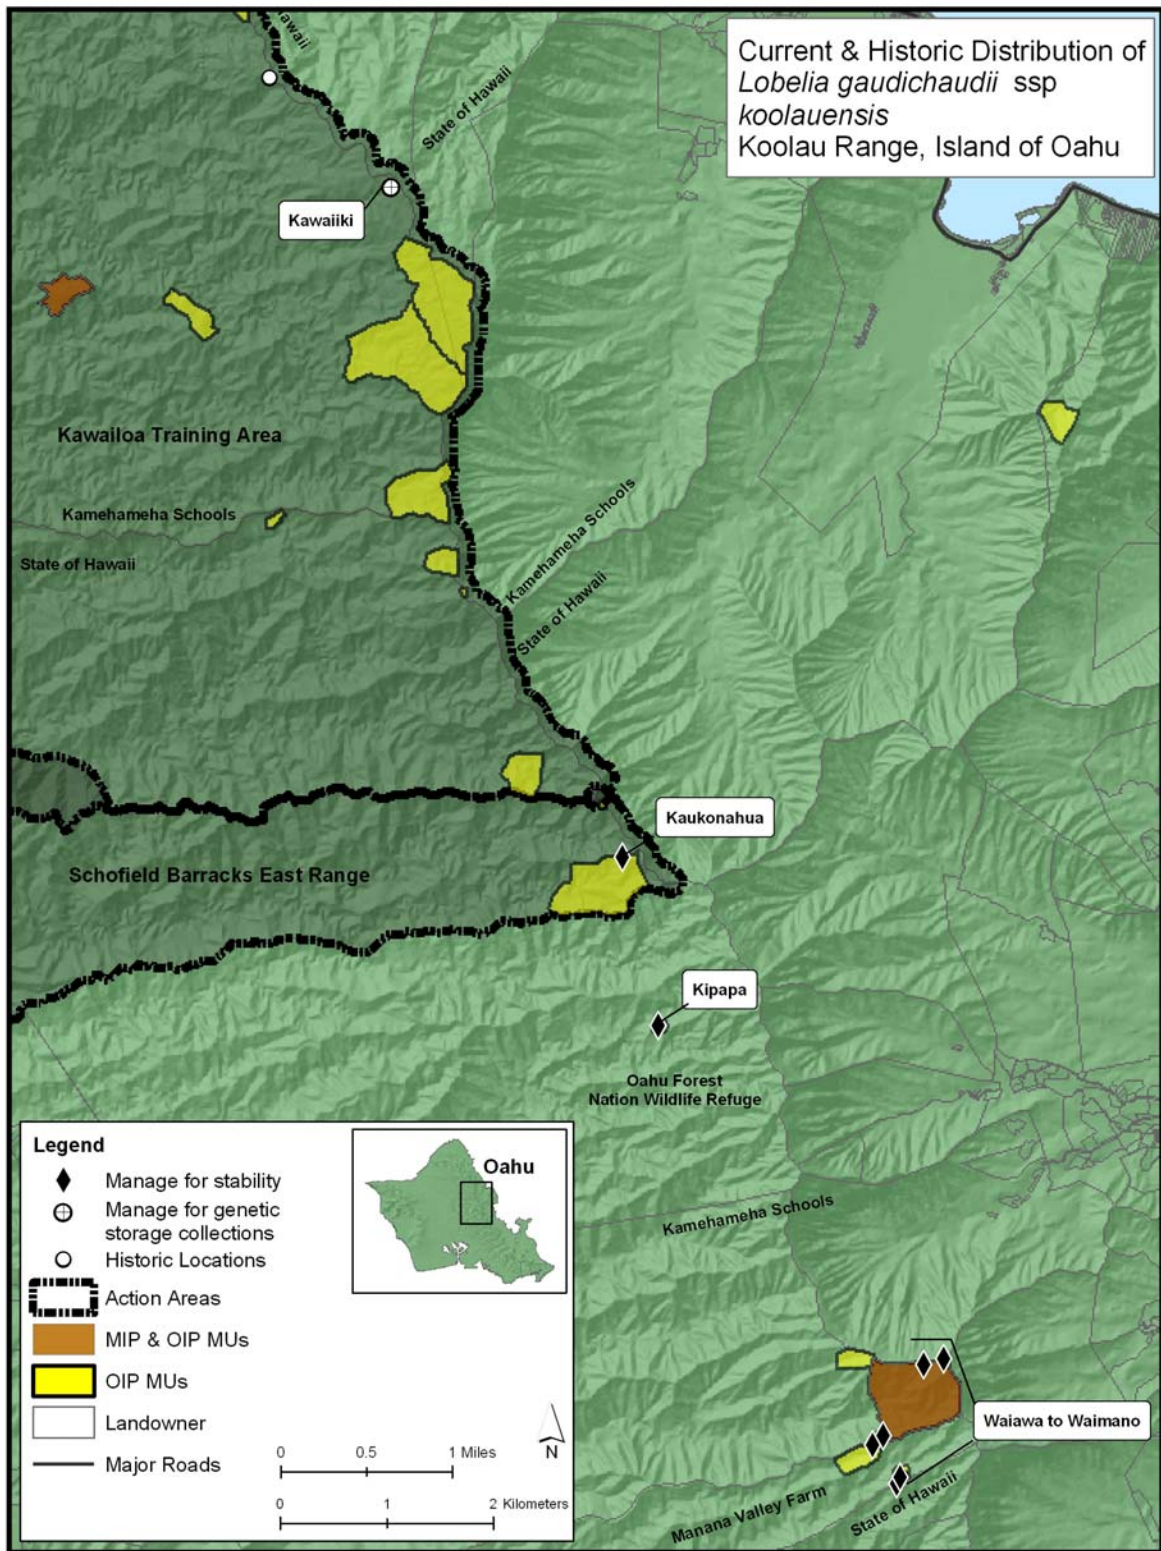 Current & Historic Distribution of
Lobelia gaudichaudii ssp
koolauensis
Koolau Range, Island of Oahu
Hawaii
State of Hawaii
Kawaiiki
Kawailoa Training Area
Kamehameha Schools
State of Hawaii
Kamehameha Schools
State of Hawaii
Kaukonahua
Schofield Barracks East Range
Kipapa
Oahu Forest
Nation Wildlife Refuge
Kamehameha Schools
Waiawa to Waimano
Manana Valley Farm
State of Hawaii
Legend
Manage for stability
Manage for genetic
storage collections
Historic Locations
Action Areas
MIP & OIP MUs
OIP MUs
Landowner
Major Roads
Oahu
N
0 0.5 1 Miles
0 1 2 Kilometers